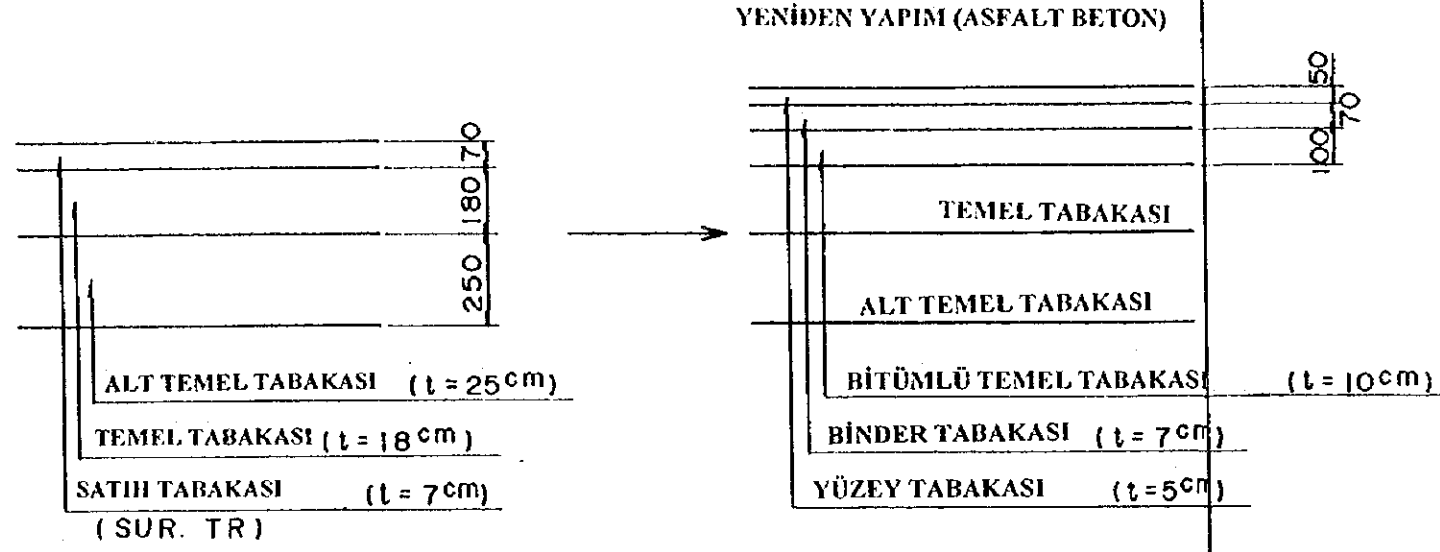 YENİDEN YAPIM (ASFALT BETON)
70
180
250
50
70
100
TEMEL TABAKASI
ALT TEMEL TABAKASI
ALT TEMEL TABAKASI (t=25cm)
TEMEL TABAKASI (t=18cm)
SATIH TABAKASI (t=7cm)
(SUR. TR)
BİTÜMLÜ TEMEL TABAKASI (t=10cm)
BİNDER TABAKASI (t=7cm)
YÜZEY TABAKASI (t=5cm)